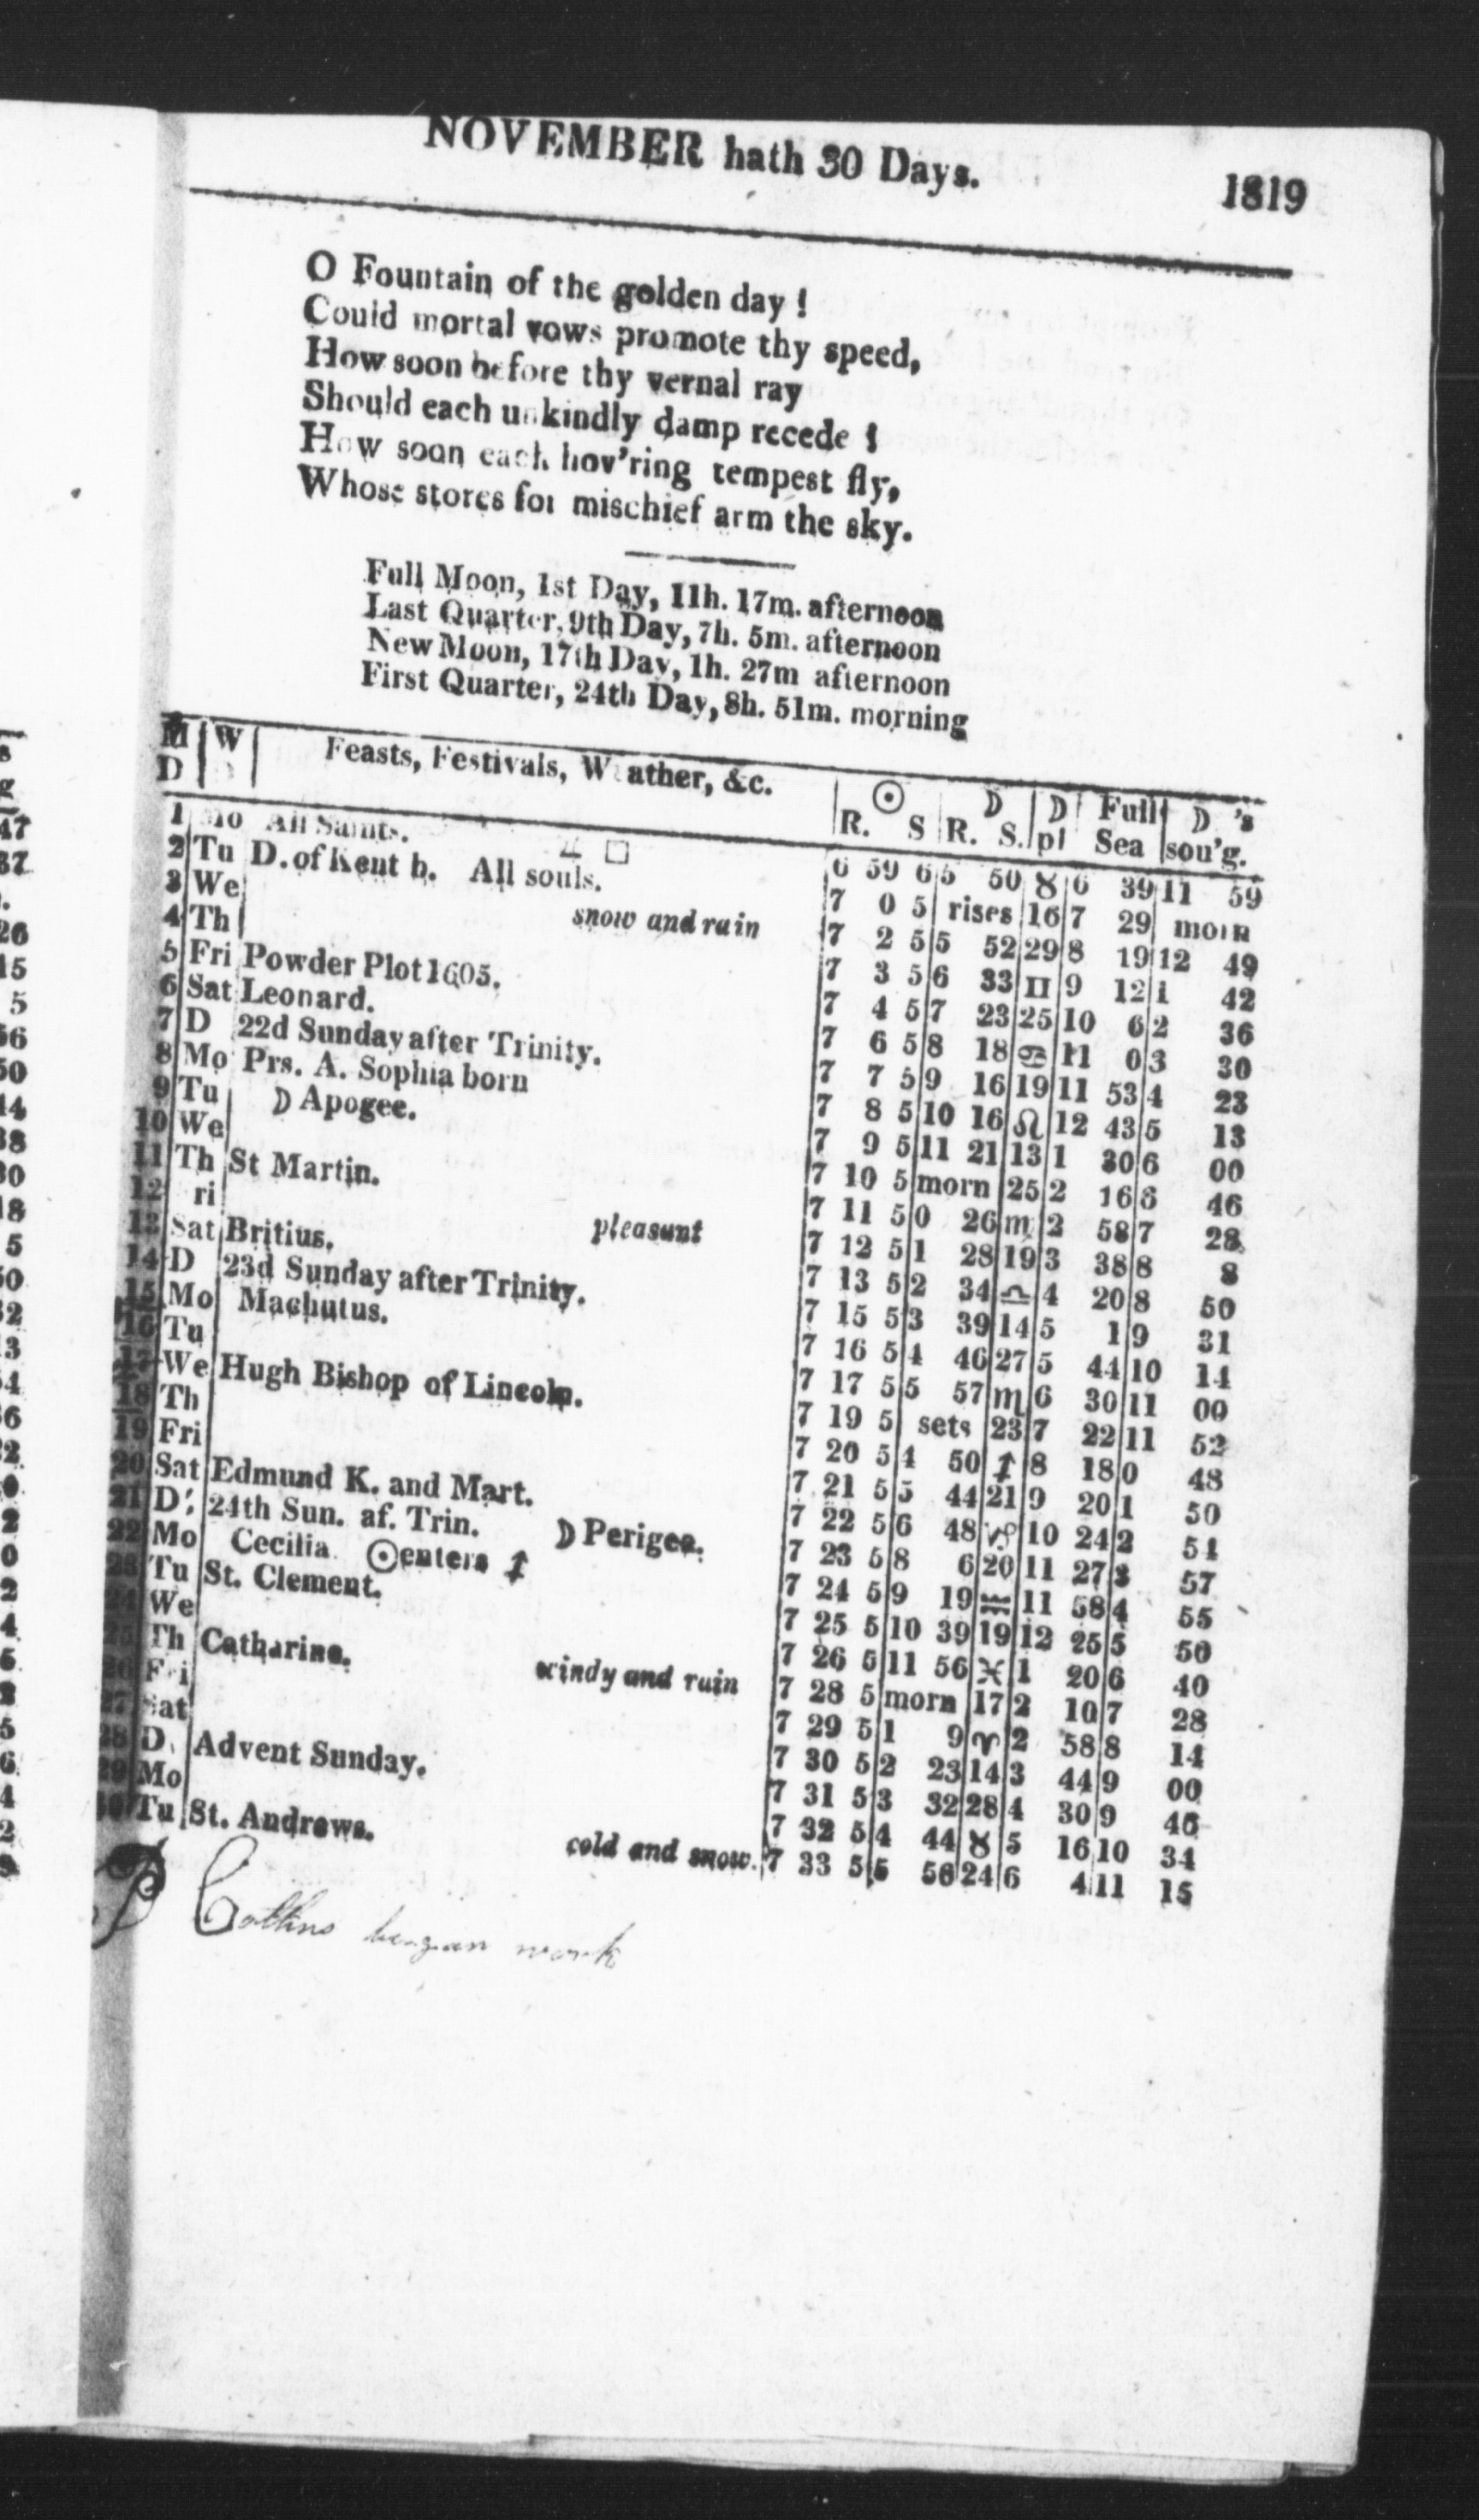 NOVEMBER hath 30 Days. 1819
O Fountain of the golden day !
Could mortal vows promote thy speed,
How soon before thy vernal ray
Should each unkindly damp recede !
How soon each hov'ring tempest fly,
Whose stores for mischief arm the sky.
Full Moon, 1st Day, 11h. 17m. afternoon
Last Quarter, 9th Day, 7h. 5m. afternoon
New Moon, 17th Day, 1h. 27m afternoon
First Quarter, 24th Day, 8h. 51m. morning
M D | W D | Feasts, Festivals, Weather, &c. | ☉ R. S | ☽ R. S. | ☽ pl | Full Sea | ☽ 's sou'g.
1 Mo All Saints. □ 6 59 6 5 50 ♉ 6 39 11 59
2 Tu D. of Kent b. All souls. 7 0 5 rises 16 7 29 morn
3 We snow and rain 7 2 5 5 52 29 8 19 12 49
4 Th 7 3 5 6 33 ♊ 9 12 1 42
5 Fri Powder Plot 1605. 7 4 5 7 23 25 10 6 2 36
6 Sat Leonard. 7 6 5 8 18 ♋ 11 0 3 30
7 D 22d Sunday after Trinity. 7 7 5 9 16 19 11 53 4 23
8 Mo Prs. A. Sophia born 7 8 5 10 16 ♌ 12 43 5 13
9 Tu ☽ Apogee. 7 9 5 11 21 13 1 30 6 00
10 We 7 10 5 morn 25 2 16 6 46
11 Th St Martin. 7 11 5 0 26 ♍ 2 58 7 28
12 ri 7 12 5 1 28 19 3 38 8 8
13 Sat Britius. pleasant 7 13 5 2 34 ♎ 4 20 8 50
14 D 23d Sunday after Trinity. 7 15 5 3 39 14 5 1 9 31
15 Mo Machutus. 7 16 5 4 46 27 5 44 10 14
16 Tu 7 17 5 5 57 ♏ 6 30 11 00
17 We Hugh Bishop of Lincoln. 7 19 5 sets 23 7 22 11 52
18 Th 7 20 5 4 50 ♐ 8 18 0 48
19 Fri 7 21 5 5 44 21 9 20 1 50
20 Sat Edmund K. and Mart. 7 22 5 6 48 ♑ 10 24 2 54
21 D 24th Sun. af. Trin. ☽ Perigee. 7 23 5 8 6 20 11 27 3 57
22 Mo Cecilia. ☉ enters ♐ 7 24 5 9 19 ♒ 11 58 4 55
23 Tu St. Clement. 7 25 5 10 39 19 12 25 5 50
24 We 7 26 5 11 56 ♓ 1 20 6 40
25 Th Catharine. windy and rain 7 28 5 morn 17 2 10 7 28
26 Fri 7 29 5 1 9 ♈ 2 58 8 14
27 Sat 7 30 5 2 23 14 3 44 9 00
28 D. Advent Sunday. 7 31 5 3 32 28 4 30 9 46
29 Mo 7 32 5 4 44 ♉ 5 16 10 34
30 Tu St. Andrews. cold and snow. 7 33 5 5 56 24 6 4 11 15
began work